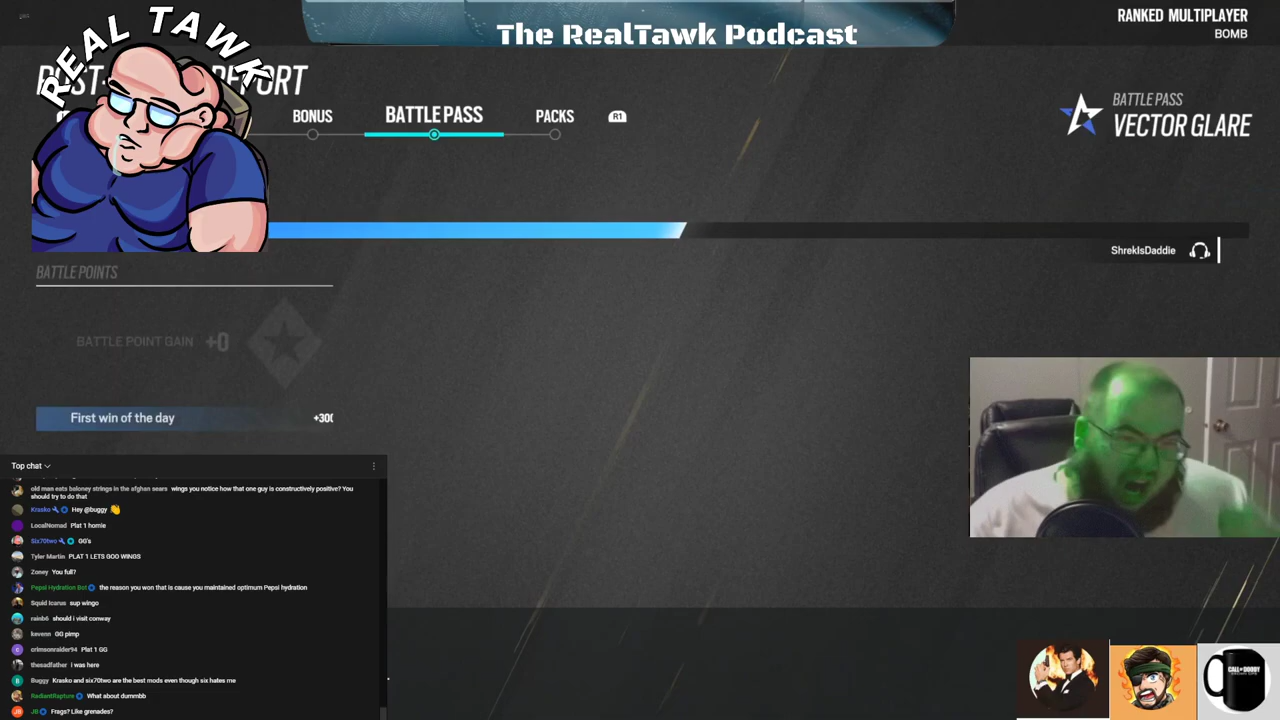 REAL TAWK
The RealTawk Podcast
RANKED MULTIPLAYER
BOMB
BONUS
BATTLE PASS
PACKS
R1
BATTLE PASS
VECTOR GLARE
ShrekIsDaddie
BATTLE POINTS
BATTLE POINT GAIN +0
First win of the day +300
Top chat
old man eats baloney strings in the afghan sears wings you notice how that one guy is constructively positive? You
should try to do that
Krasko Hey @buggy 👏
LocalNomad Plat 1 homie
Six70two GG's
Tyler Martin PLAT 1 LETS GOO WINGS
Zoney You full?
Pepsi Hydration Bot the reason you won that is cause you maintained optimum Pepsi hydration
Squid Icarus sup wingo
rainb6 should i visit conway
kevenn GG pimp
crimsonraider94 Plat 1 GG
thesadfather I was here
Buggy Krasko and six70two are the best mods even though six hates me
RadiantRapture What about dummbb
JB Frags? Like grenades?
CALL OF DOODY